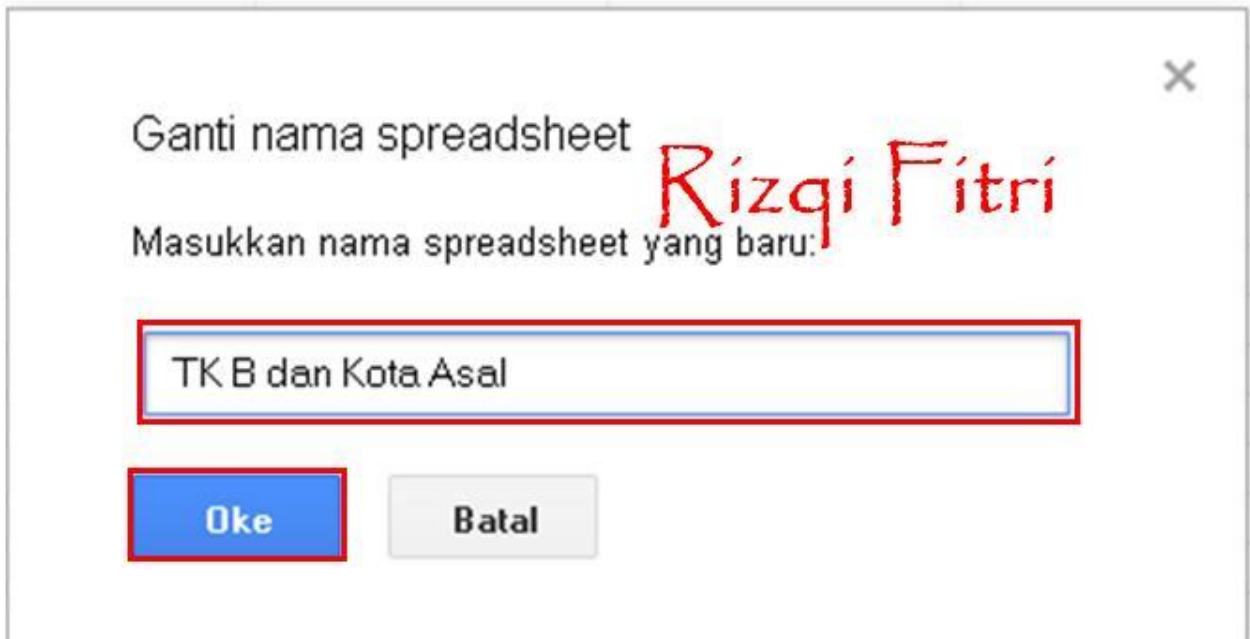 Ganti nama spreadsheet
Rizqi Fitri
Masukkan nama spreadsheet yang baru:
TK B dan Kota Asal
Oke
Batal